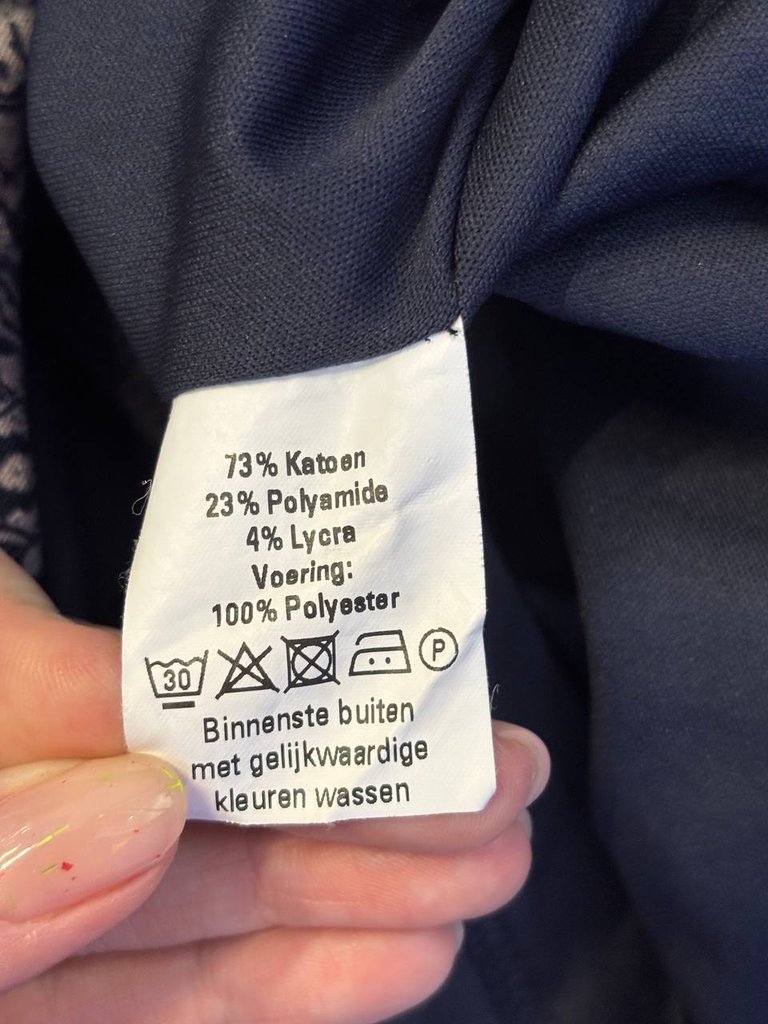 73% Katoen
23% Polyamide
4% Lycra
Voering:
100% Polyester
30 P
Binnenste buiten
met gelijkwaardige
kleuren wassen